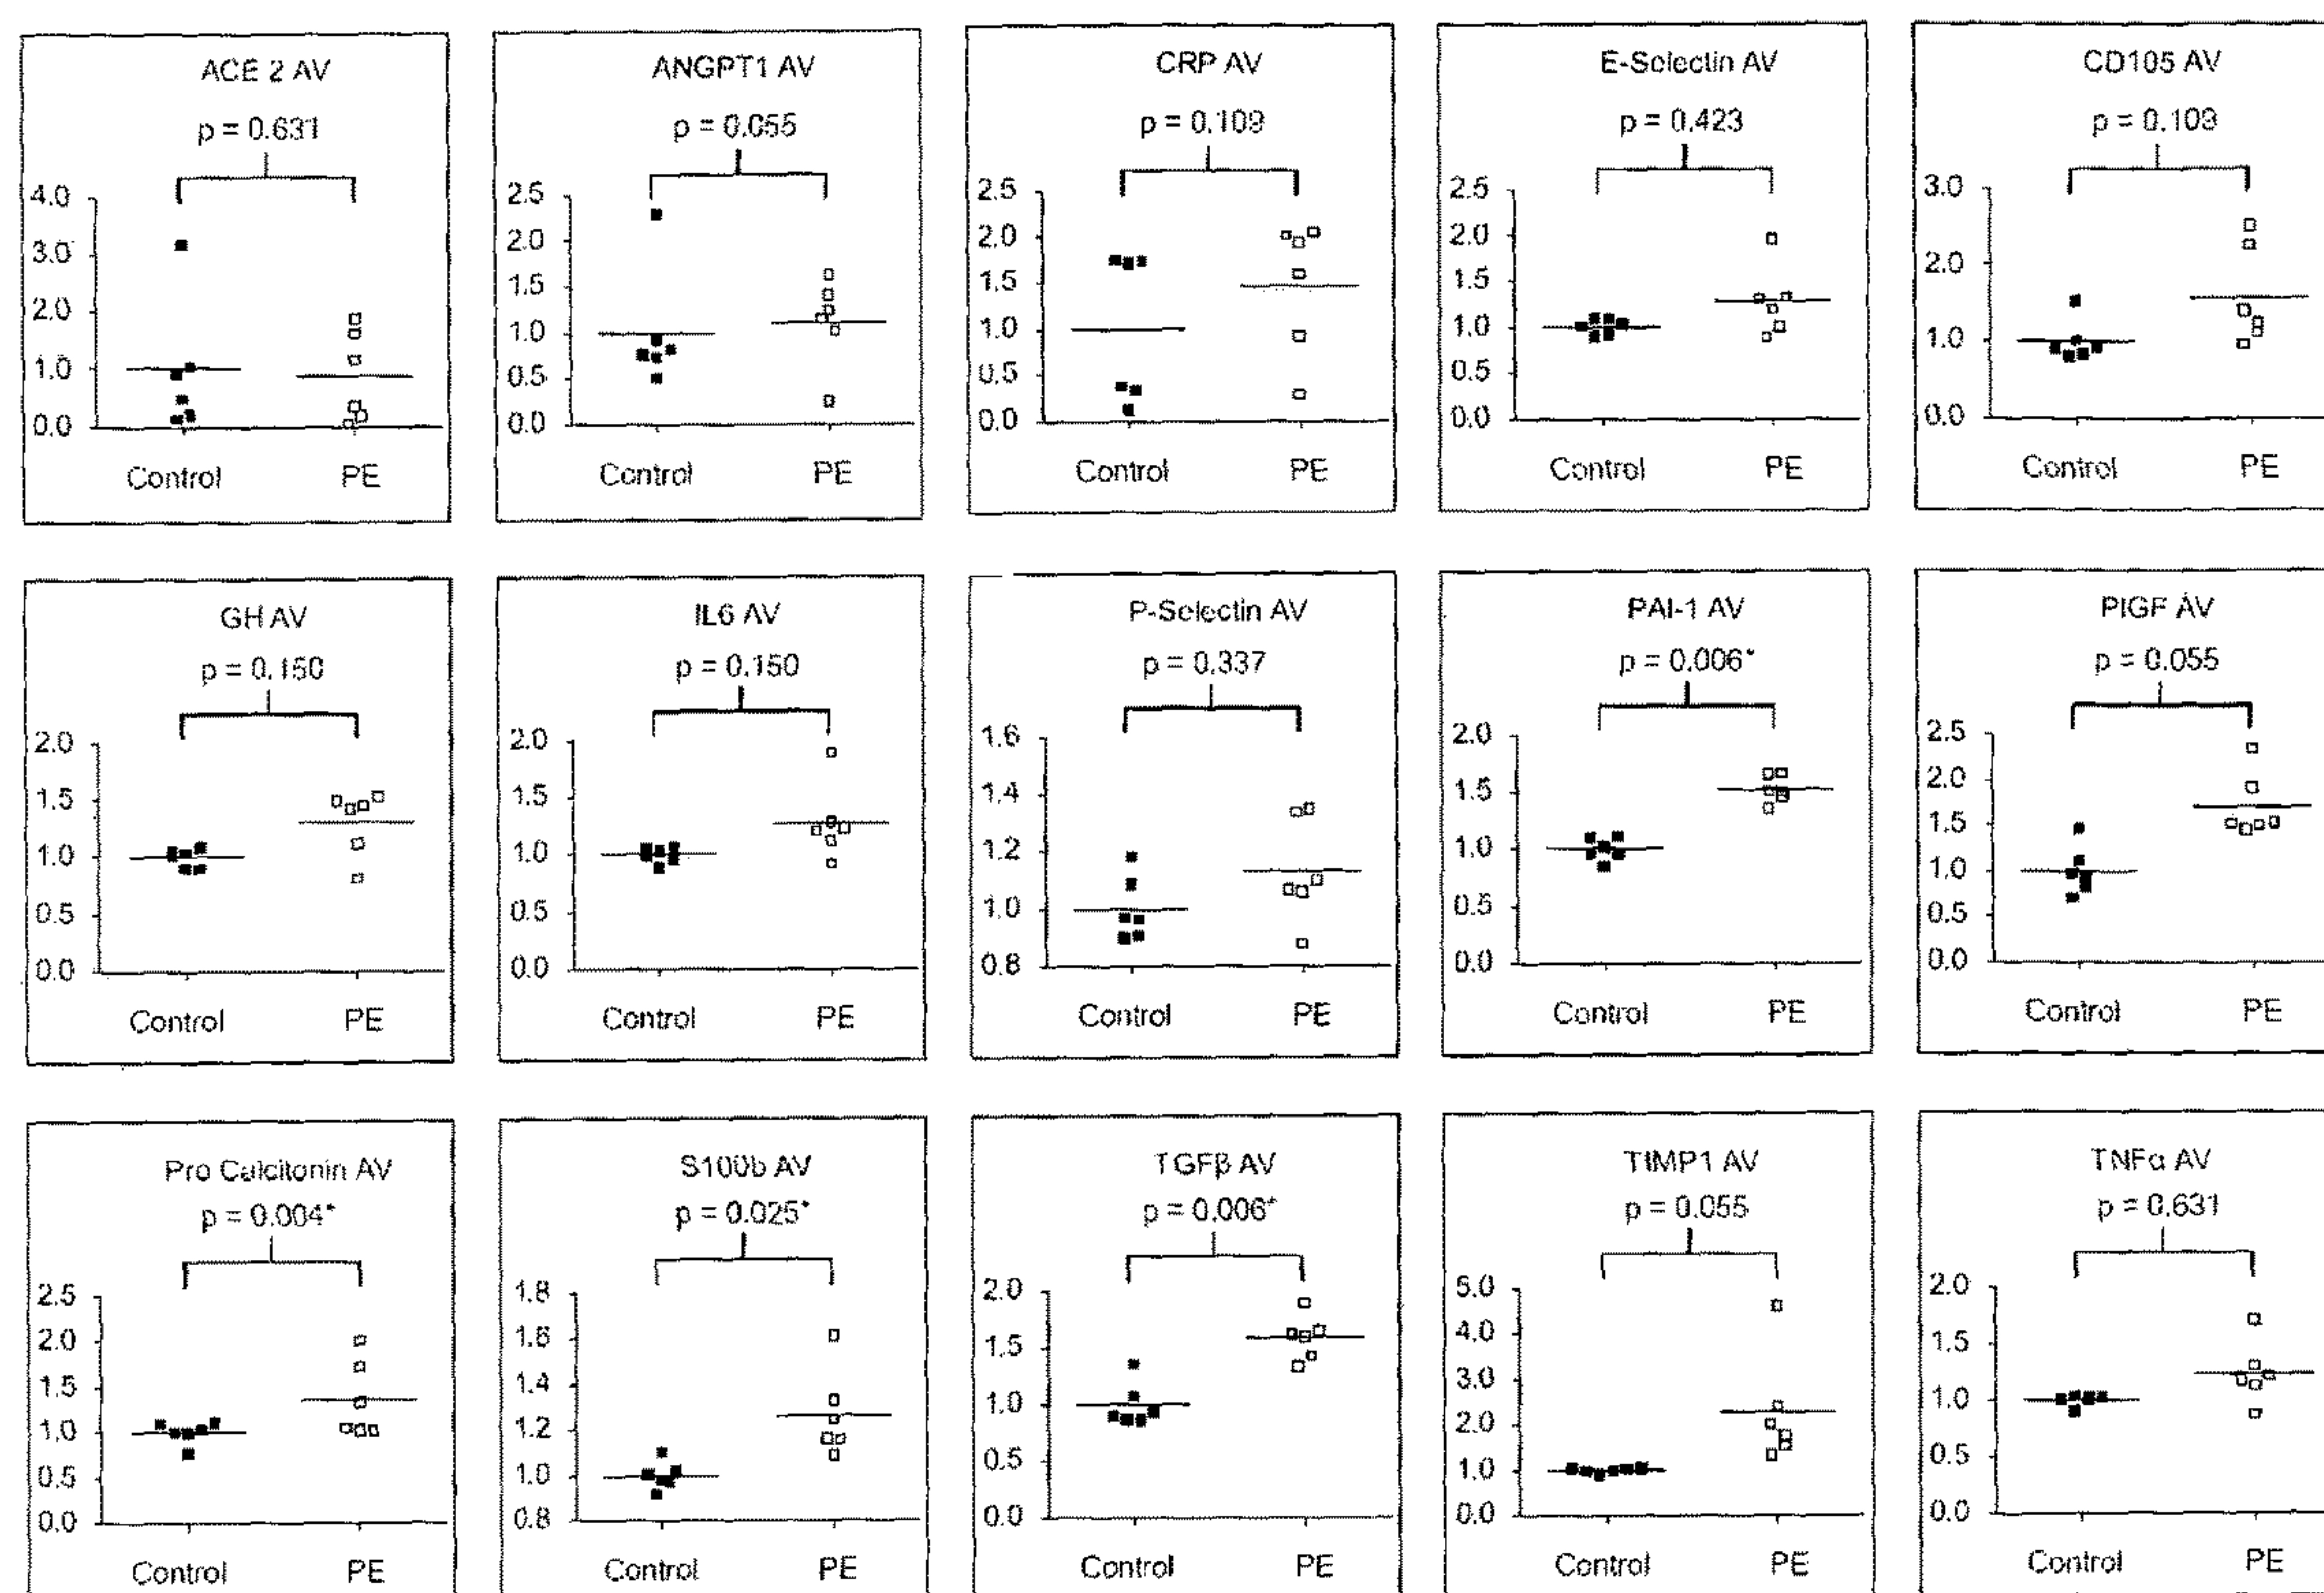 ACE 2 AV
p = 0.631
4.0
3.0
2.0
1.0
0.0
Control PE
ANGPT1 AV
p = 0.055
2.5
2.0
1.5
1.0
0.5
0.0
Control PE
CRP AV
p = 0.109
2.5
2.0
1.5
1.0
0.5
0.0
Control PE
E-Selectin AV
p = 0.423
2.5
2.0
1.5
1.0
0.5
0.0
Control PE
CD105 AV
p = 0.109
3.0
2.0
1.0
0.0
Control PE
GH AV
p = 0.150
2.0
1.5
1.0
0.5
0.0
Control PE
IL6 AV
p = 0.150
2.0
1.5
1.0
0.5
0.0
Control PE
P-Selectin AV
p = 0.337
1.6
1.4
1.2
1.0
0.8
Control PE
PAI-1 AV
p = 0.006*
2.0
1.5
1.0
0.5
0.0
Control PE
PlGF AV
p = 0.055
2.5
2.0
1.5
1.0
0.5
0.0
Control PE
Pro Calcitonin AV
p = 0.004*
2.5
2.0
1.5
1.0
0.5
0.0
Control PE
S100b AV
p = 0.025*
1.8
1.6
1.4
1.2
1.0
0.8
Control PE
TGFβ AV
p = 0.006*
2.0
1.5
1.0
0.5
0.0
Control PE
TIMP1 AV
p = 0.055
5.0
4.0
3.0
2.0
1.0
0.0
Control PE
TNFα AV
p = 0.631
2.0
1.5
1.0
0.5
0.0
Control PE